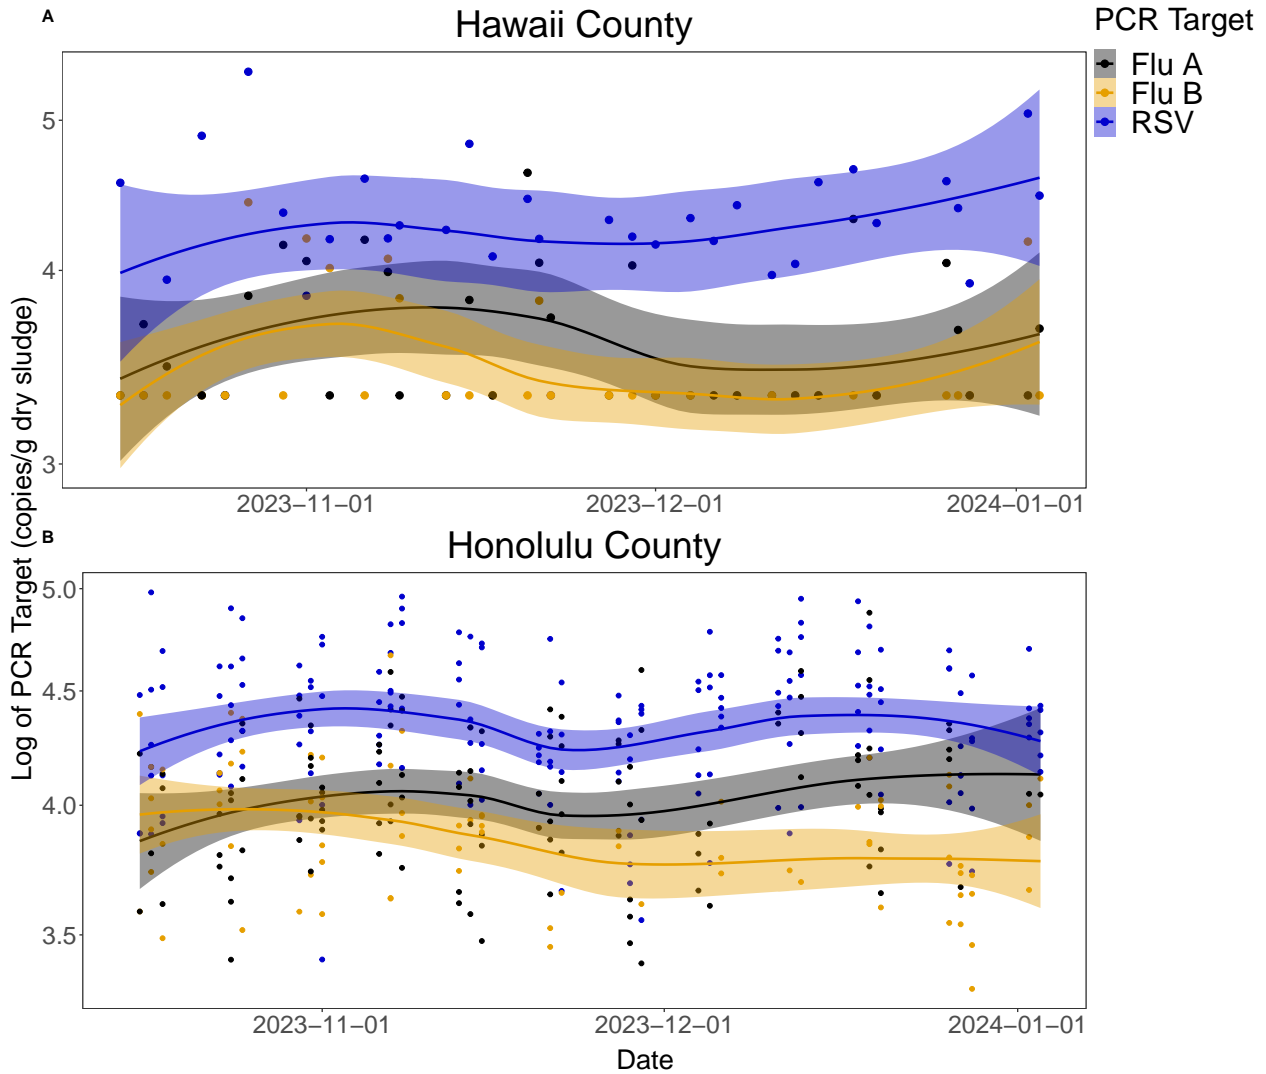 A
Hawaii County
PCR Target
Flu A
Flu B
RSV
5
4
3
2023−11−01
2023−12−01
2024−01−01
Log of PCR Target (copies/g dry sludge)
B
Honolulu County
5.0
4.5
4.0
3.5
2023−11−01
2023−12−01
2024−01−01
Date